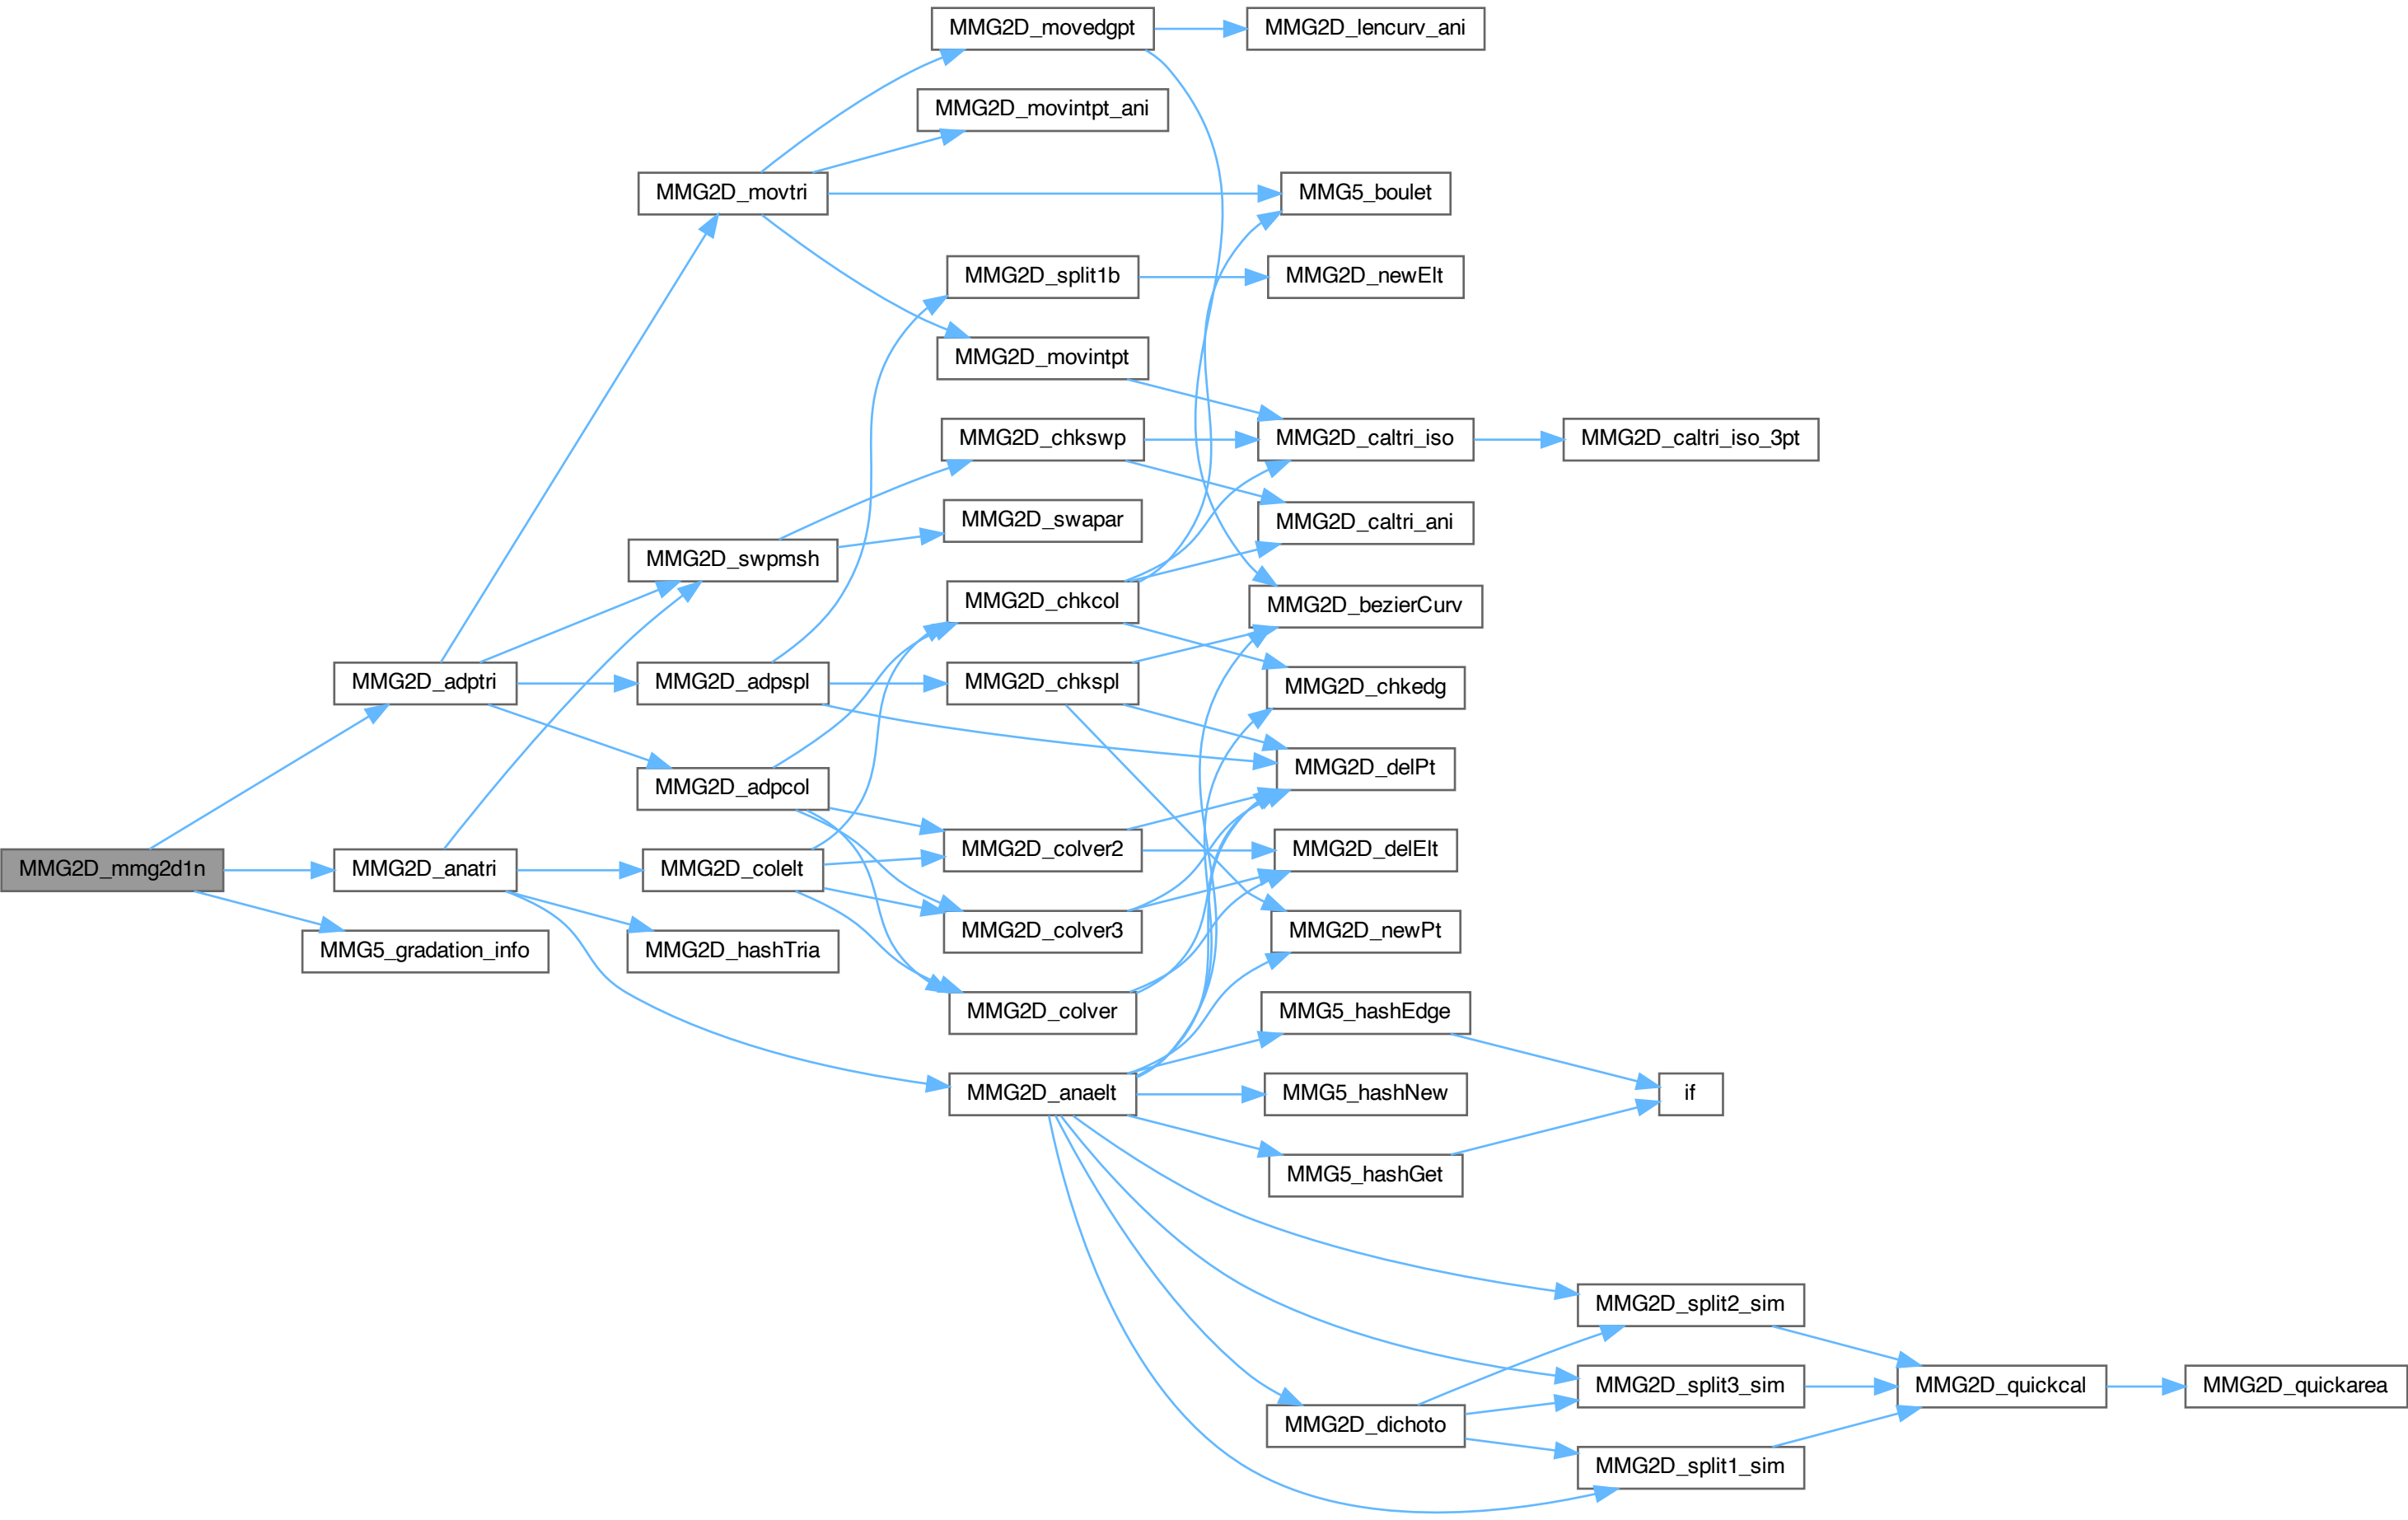 MMG2D_movedgpt
MMG2D_lencurv_ani
MMG2D_movintpt_ani
MMG2D_movtri
MMG5_boulet
MMG2D_split1b
MMG2D_newElt
MMG2D_movintpt
MMG2D_chkswp
MMG2D_caltri_iso
MMG2D_caltri_iso_3pt
MMG2D_swapar
MMG2D_caltri_ani
MMG2D_swpmsh
MMG2D_chkcol
MMG2D_bezierCurv
MMG2D_adptri
MMG2D_adpspl
MMG2D_chkspl
MMG2D_chkedg
MMG2D_adpcol
MMG2D_delPt
MMG2D_mmg2d1n
MMG2D_anatri
MMG2D_colelt
MMG2D_colver2
MMG2D_delElt
MMG5_gradation_info
MMG2D_hashTria
MMG2D_colver3
MMG2D_newPt
MMG2D_colver
MMG5_hashEdge
MMG2D_anaelt
MMG5_hashNew
if
MMG5_hashGet
MMG2D_split2_sim
MMG2D_split3_sim
MMG2D_quickcal
MMG2D_quickarea
MMG2D_dichoto
MMG2D_split1_sim